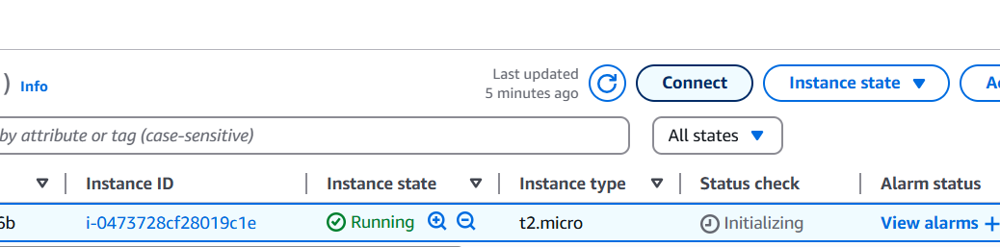 ) Info
Last updated
5 minutes ago
Connect
Instance state
by attribute or tag (case-sensitive)
All states
Instance ID Instance state Instance type Status check Alarm status
6b i-0473728cf28019c1e Running t2.micro Initializing View alarms +